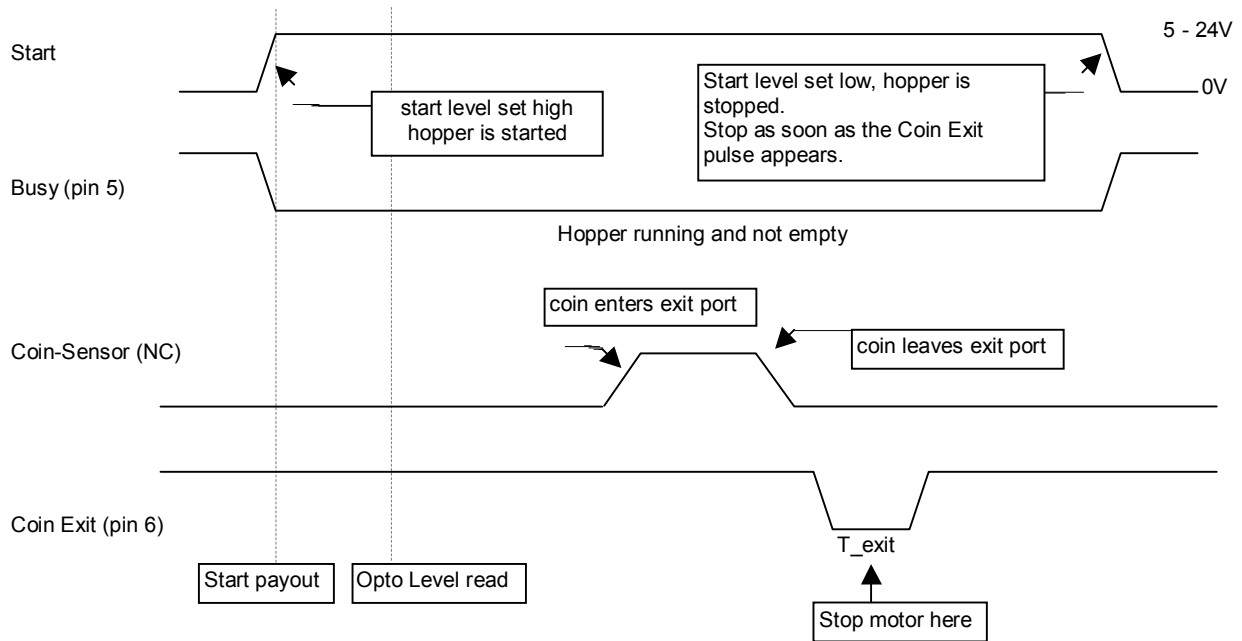 5 - 24V
Start
0V
start level set high
hopper is started
Start level set low, hopper is
stopped.
Stop as soon as the Coin Exit
pulse appears.
Busy (pin 5)
Hopper running and not empty
coin enters exit port
Coin-Sensor (NC)
coin leaves exit port
Coin Exit (pin 6)
T_exit
Start payout
Opto Level read
Stop motor here